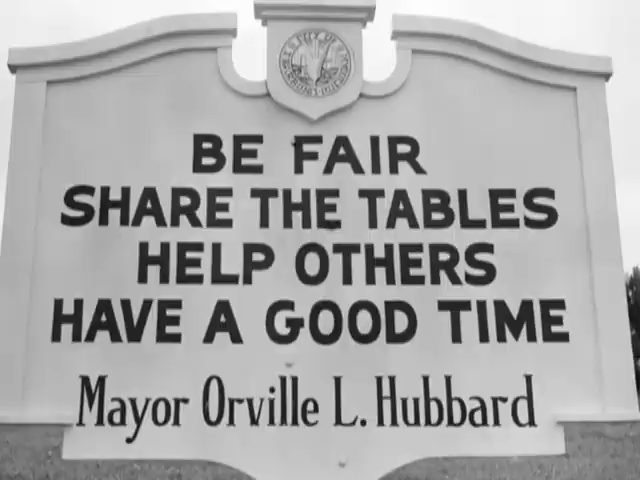 BE FAIR
SHARE THE TABLES
HELP OTHERS
HAVE A GOOD TIME
Mayor Orville L. Hubbard